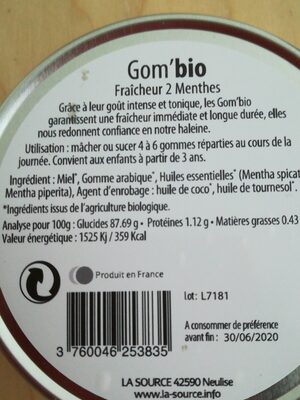 Gom'bio
Fraîcheur 2 Menthes
Grâce à leur goût intense et tonique, les Gom'bio
garantissent une fraîcheur immédiate et longue durée, elles
nous redonnent confiance en notre haleine.
Utilisation : mâcher ou sucer 4 à 6 gommes réparties au cours de la
journée. Convient aux enfants à partir de 3 ans.
Ingrédient : Miel*, Gomme arabique*, Huiles essentielles* (Mentha spicat
Mentha piperita), Agent d'enrobage : huile de coco*, huile de tournesol*.
*Ingrédients issus de l'agriculture biologique.
Analyse pour 100g : Glucides 87.69 g • Protéines 1.12 g • Matières grasses 0.43
Valeur énergétique : 1525 Kj / 359 Kcal
Produit en France
Lot: L7181
A consommer de préférence
avant fin : 30/06/2020
3 760046 253835
LA SOURCE 42590 Neulise
www.la-source.info